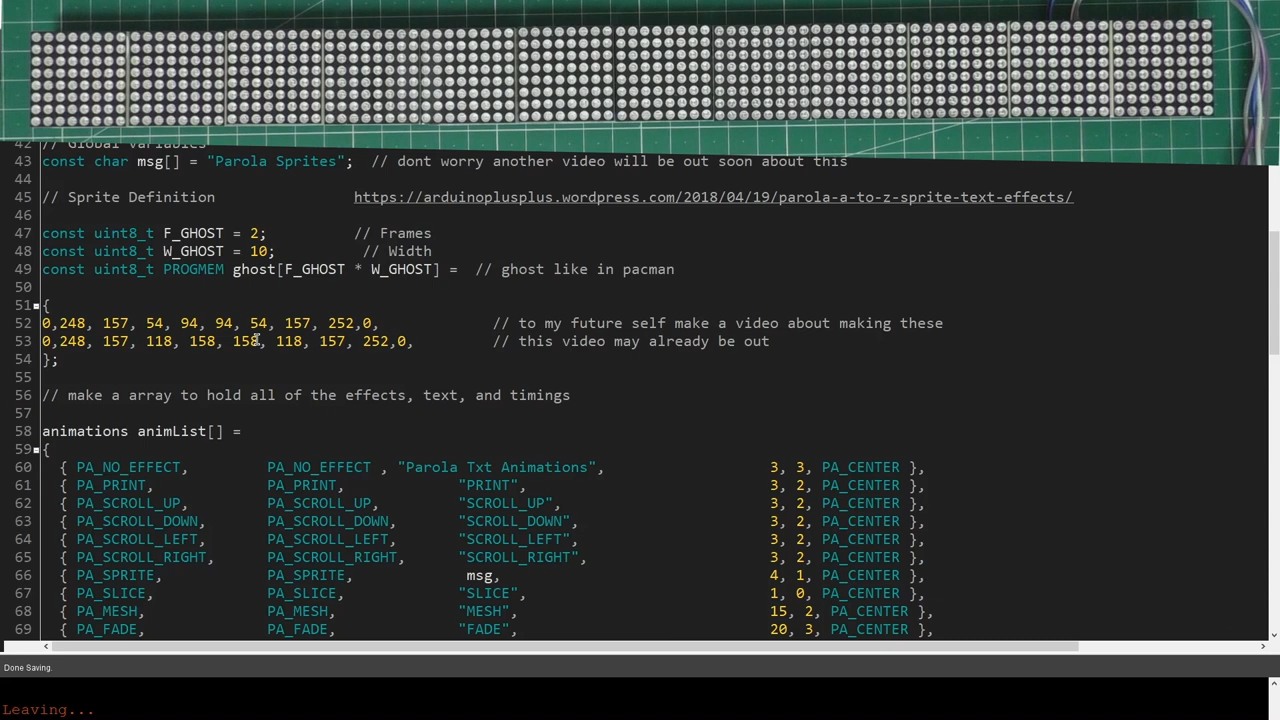 42 // Global variables
43 const char msg[] = "Parola Sprites"; // dont worry another video will be out soon about this
44
45 // Sprite Definition https://arduinoplusplus.wordpress.com/2018/04/19/parola-a-to-z-sprite-text-effects/
46
47 const uint8_t F_GHOST = 2; // Frames
48 const uint8_t W_GHOST = 10; // Width
49 const uint8_t PROGMEM ghost[F_GHOST * W_GHOST] = // ghost like in pacman
50
51 {
52 0,248, 157, 54, 94, 94, 54, 157, 252,0, // to my future self make a video about making these
53 0,248, 157, 118, 158, 158, 118, 157, 252,0, // this video may already be out
54 };
55
56 // make a array to hold all of the effects, text, and timings
57
58 animations animList[] =
59 {
60 { PA_NO_EFFECT, PA_NO_EFFECT , "Parola Txt Animations", 3, 3, PA_CENTER },
61 { PA_PRINT, PA_PRINT, "PRINT", 3, 2, PA_CENTER },
62 { PA_SCROLL_UP, PA_SCROLL_UP, "SCROLL_UP", 3, 2, PA_CENTER },
63 { PA_SCROLL_DOWN, PA_SCROLL_DOWN, "SCROLL_DOWN", 3, 2, PA_CENTER },
64 { PA_SCROLL_LEFT, PA_SCROLL_LEFT, "SCROLL_LEFT", 3, 2, PA_CENTER },
65 { PA_SCROLL_RIGHT, PA_SCROLL_RIGHT, "SCROLL_RIGHT", 3, 2, PA_CENTER },
66 { PA_SPRITE, PA_SPRITE, msg, 4, 1, PA_CENTER },
67 { PA_SLICE, PA_SLICE, "SLICE", 1, 0, PA_CENTER },
68 { PA_MESH, PA_MESH, "MESH", 15, 2, PA_CENTER },
69 { PA_FADE, PA_FADE, "FADE", 20, 3, PA_CENTER },
Done Saving.
Leaving...